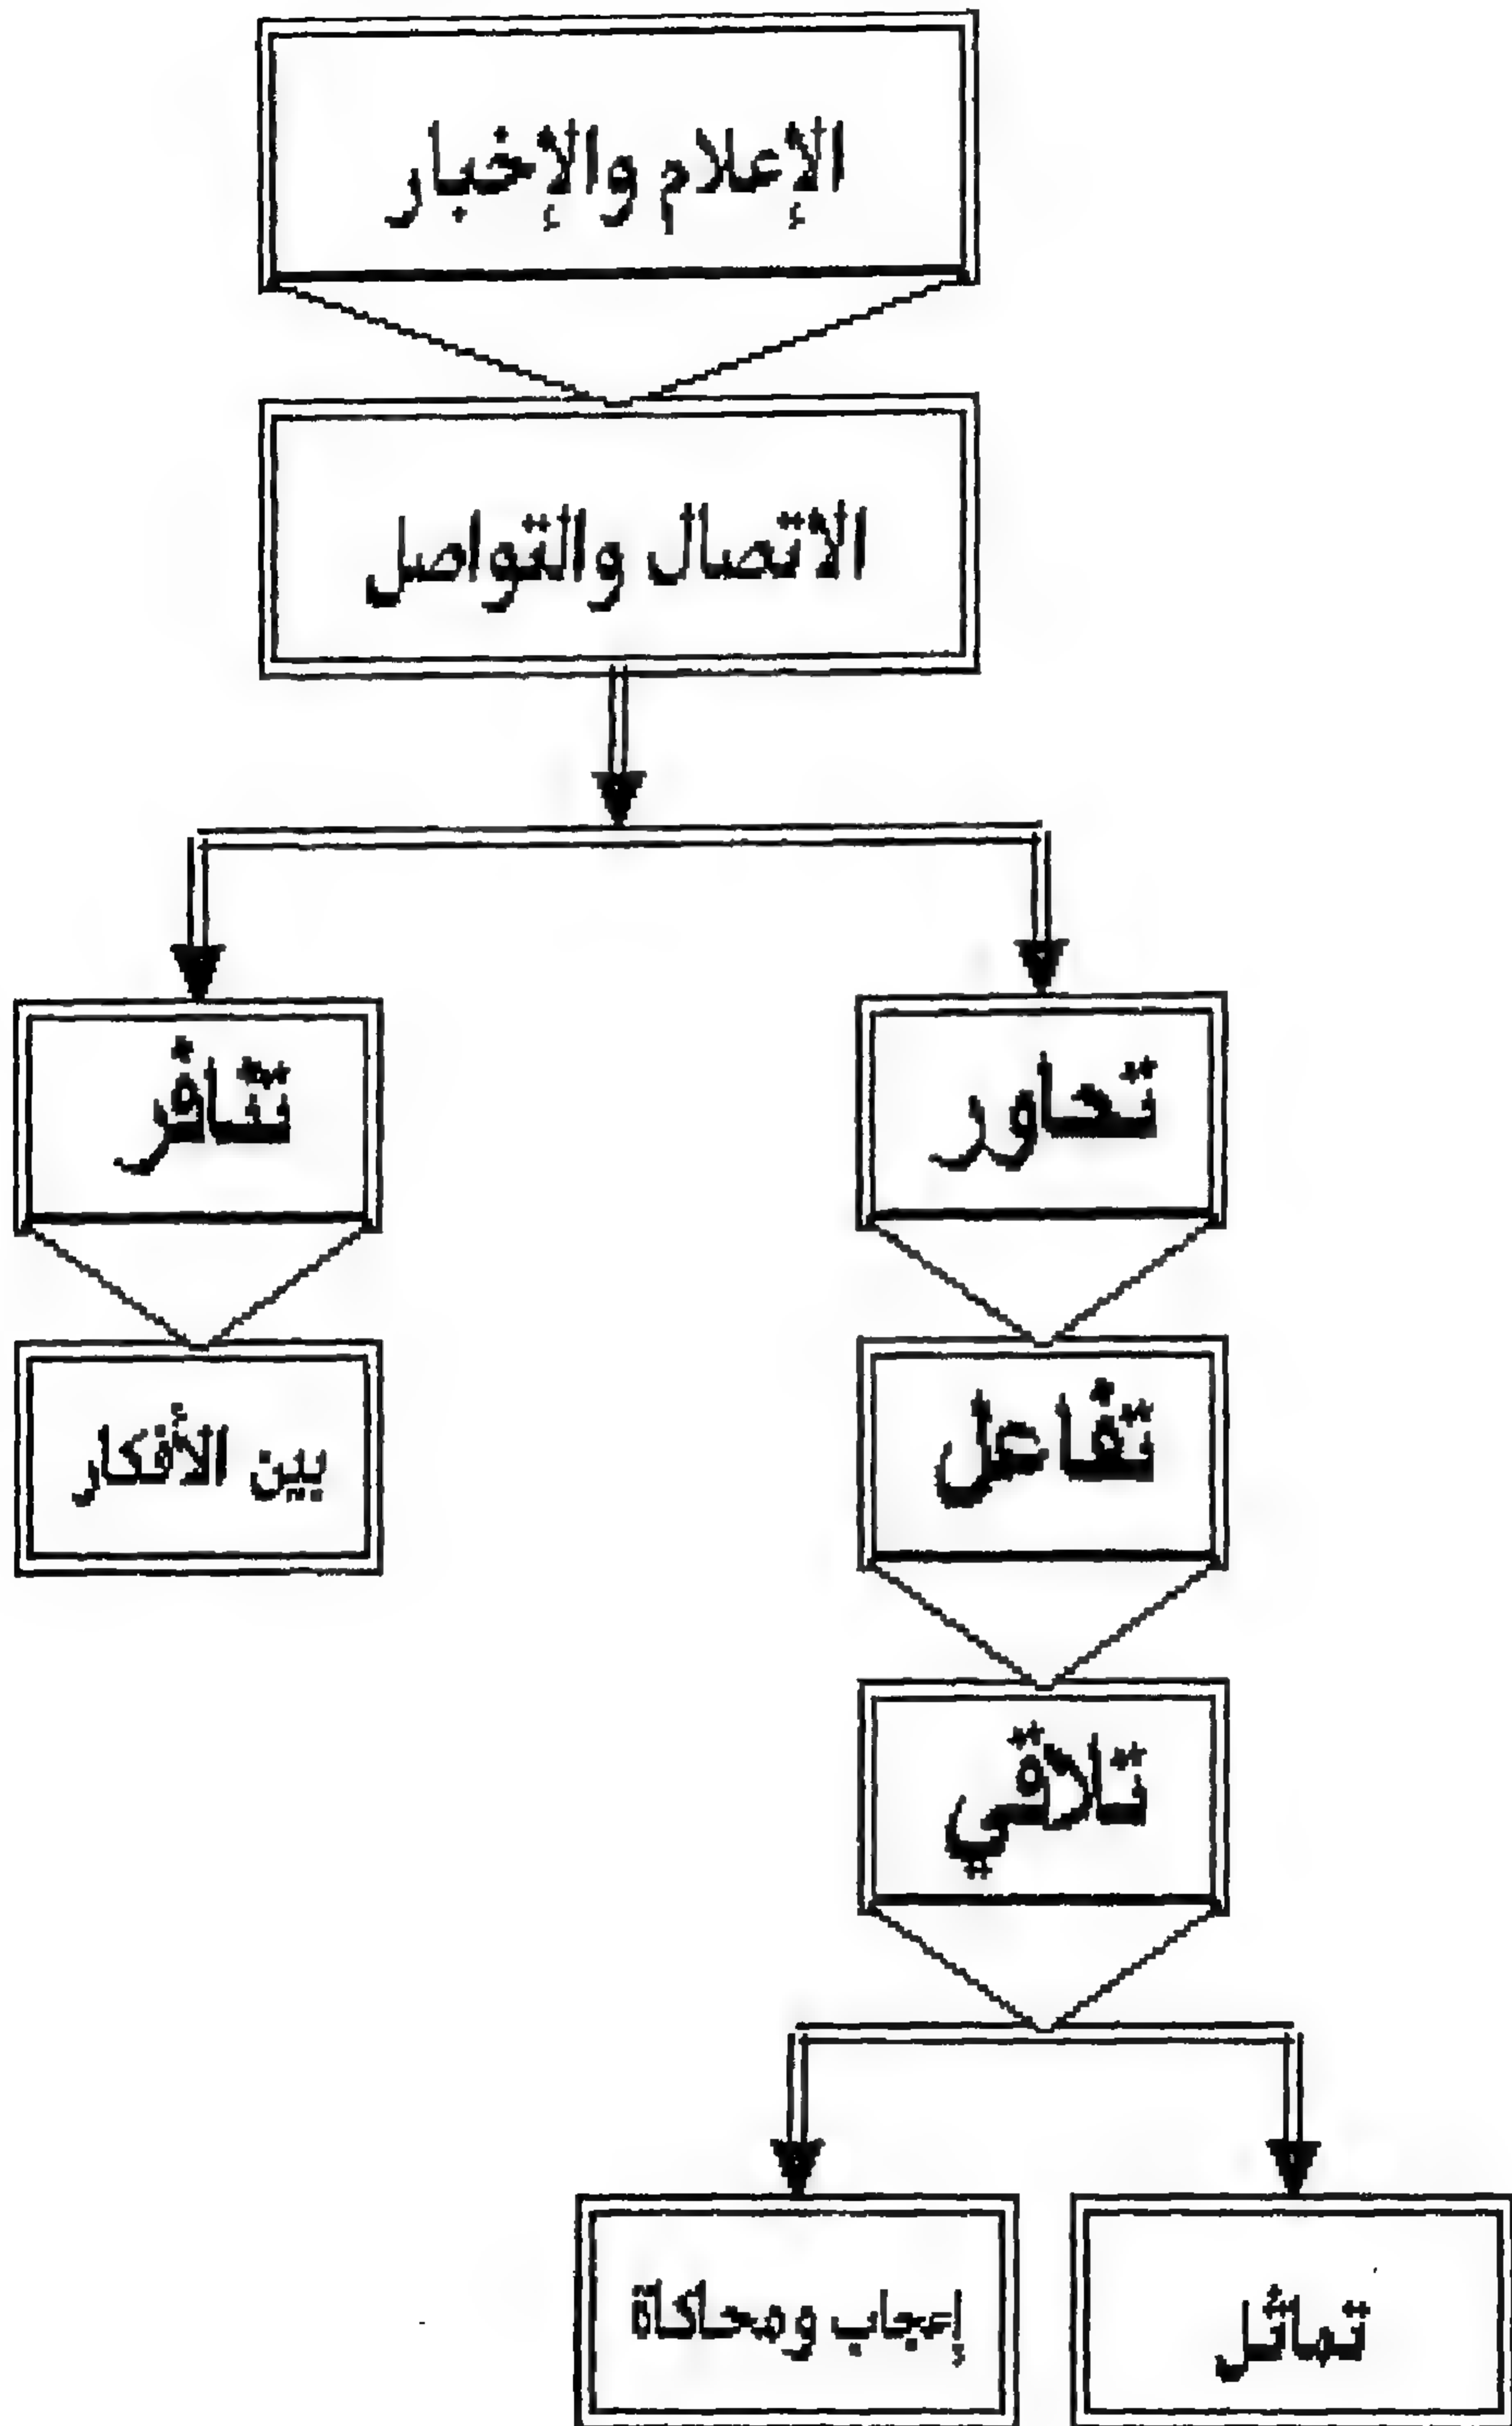 الإعلام والإخبار
الاتصال والتواصل
تحاور
تنافر
تفاعل
بين الأفكار
تلاقي
تماثل
إعجاب ومحاكاة